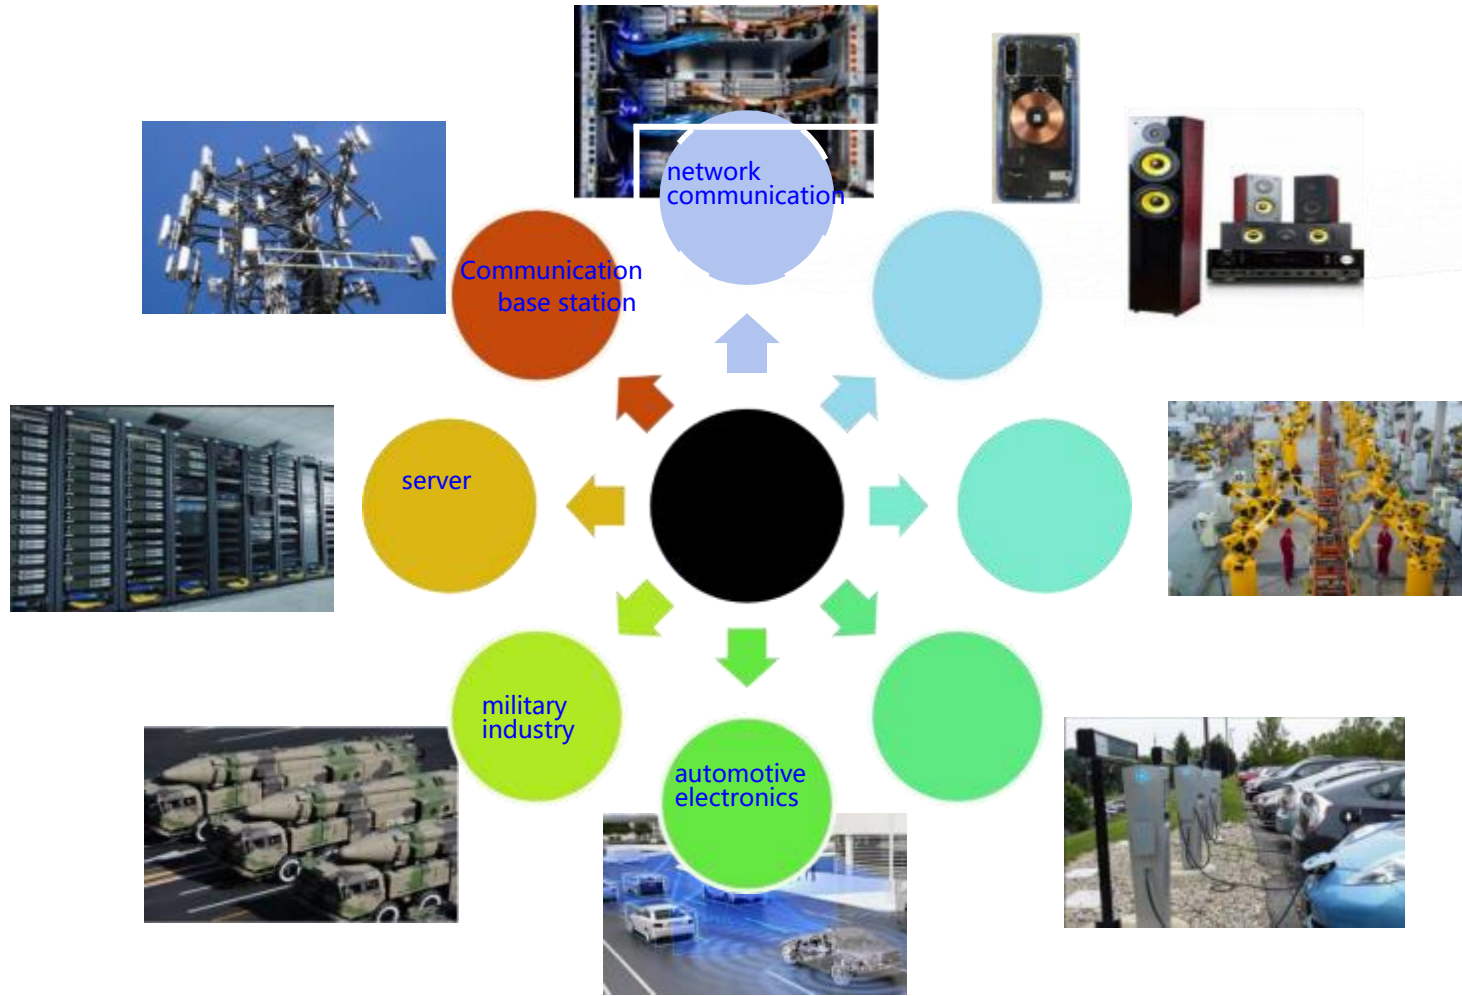 network
communication
Communication
base station
server
military
industry
automotive
electronics